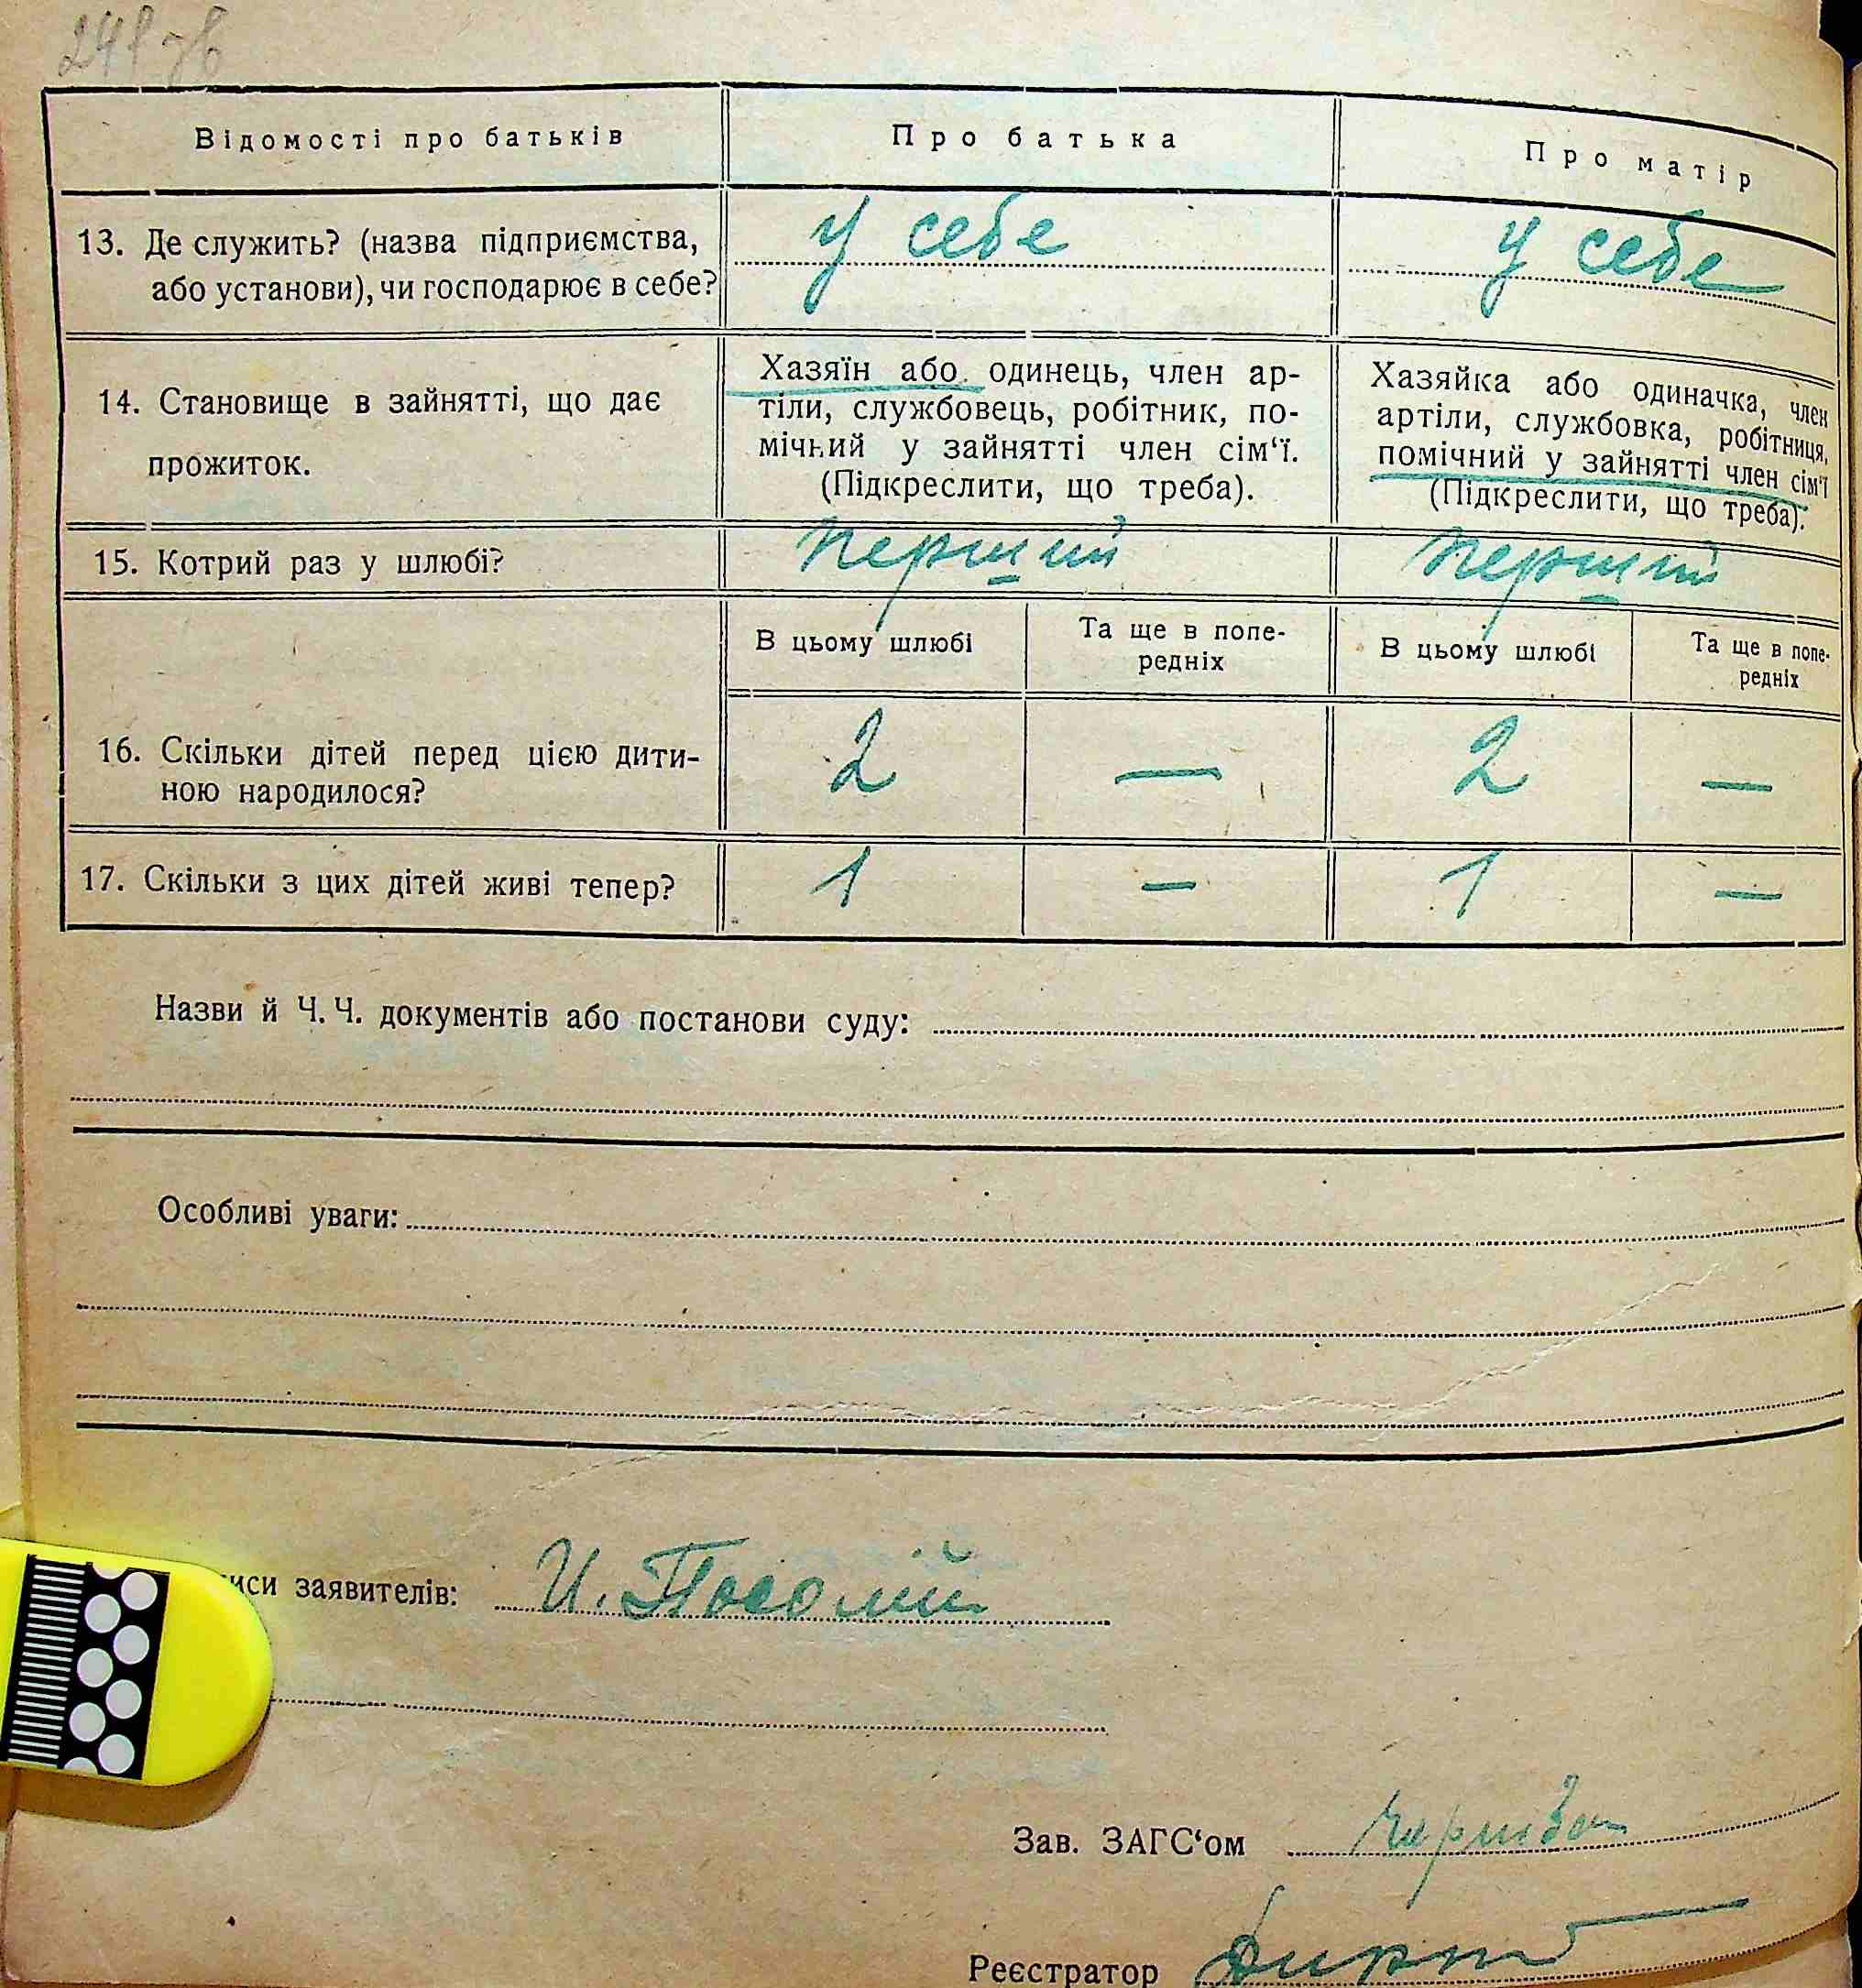 Відомості про батьків
Про батька
Про матір
13. Де служить? (назва підприємства,
або установи), чи господарює в себе?
у себе
у себе
14. Становище в зайнятті, що дає
прожиток.
Хазяїн або одинець, член ар-
тіли, службовець, робітник, по-
мічний у зайнятті член сім‘ї.
(Підкреслити, що треба).
Хазяйка або одиначка, член
артіли, службовка, робітниця,
помічний у зайнятті член сім‘ї
(Підкреслити, що треба).
15. Котрий раз у шлюбі?
перший
перший
В цьому шлюбі
Та ще в попе-
редніх
В цьому шлюбі
Та ще в попе-
редніх
16. Скільки дітей перед цією дити-
ною народилося?
2 — 2 —
17. Скільки з цих дітей живі тепер?
1 — 1 —
Назви й Ч. Ч. документів або постанови суду:
Особливі уваги:
заявителів:
И.
Зав. ЗАГС‘ом
Реєстратор